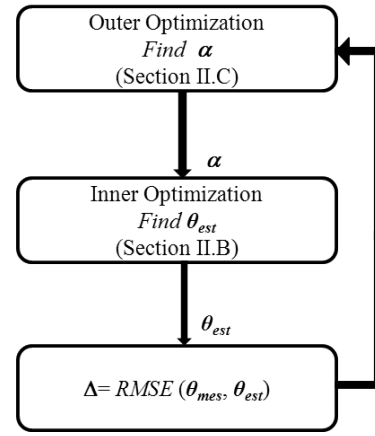 Outer Optimization
Find α
(Section II.C)
α
Inner Optimization
Find θest
(Section II.B)
θest
Δ= RMSE (θmes, θest)